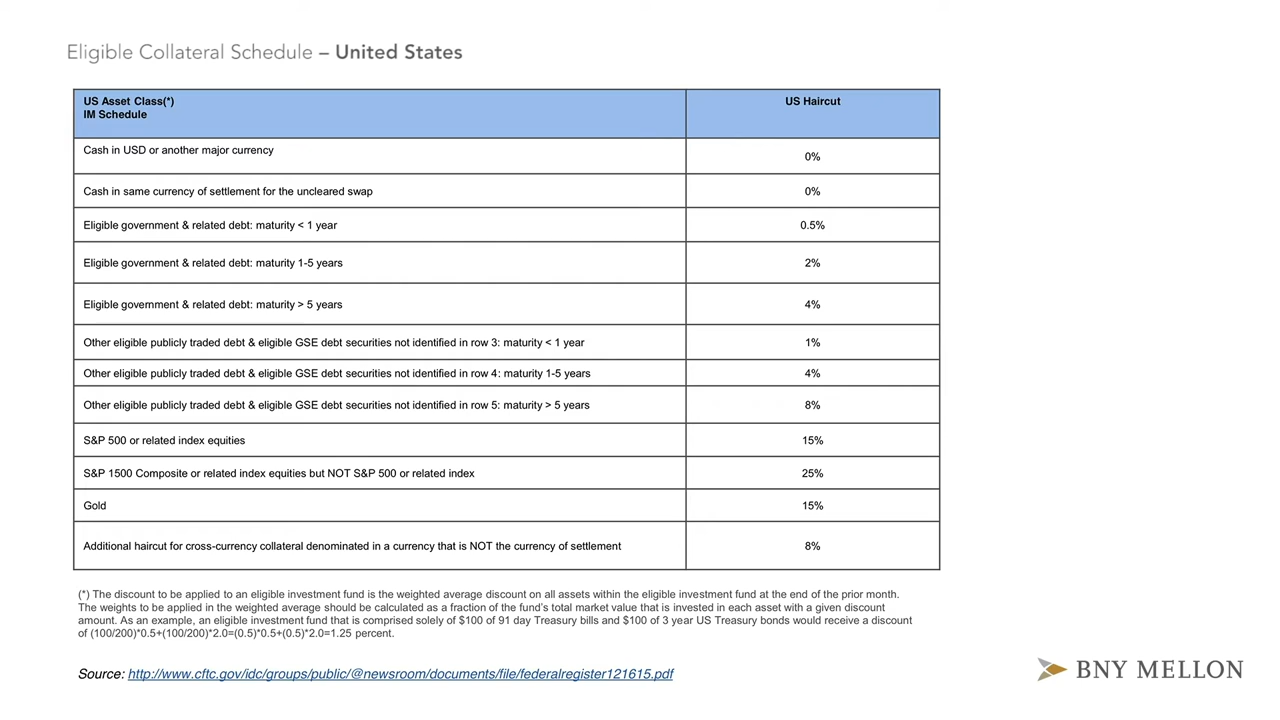 Eligible Collateral Schedule – United States
US Asset Class(*)
IM Schedule
US Haircut
Cash in USD or another major currency
0%
Cash in same currency of settlement for the uncleared swap
0%
Eligible government & related debt: maturity < 1 year
0.5%
Eligible government & related debt: maturity 1-5 years
2%
Eligible government & related debt: maturity > 5 years
4%
Other eligible publicly traded debt & eligible GSE debt securities not identified in row 3: maturity < 1 year
1%
Other eligible publicly traded debt & eligible GSE debt securities not identified in row 4: maturity 1-5 years
4%
Other eligible publicly traded debt & eligible GSE debt securities not identified in row 5: maturity > 5 years
8%
S&P 500 or related index equities
15%
S&P 1500 Composite or related index equities but NOT S&P 500 or related index
25%
Gold
15%
Additional haircut for cross-currency collateral denominated in a currency that is NOT the currency of settlement
8%
(*) The discount to be applied to an eligible investment fund is the weighted average discount on all assets within the eligible investment fund at the end of the prior month.
The weights to be applied in the weighted average should be calculated as a fraction of the fund's total market value that is invested in each asset with a given discount
amount. As an example, an eligible investment fund that is comprised solely of $100 of 91 day Treasury bills and $100 of 3 year US Treasury bonds would receive a discount
of (100/200)*0.5+(100/200)*2.0=(0.5)*0.5+(0.5)*2.0=1.25 percent.
Source: http://www.cftc.gov/idc/groups/public/@newsroom/documents/file/federalregister121615.pdf
BNY MELLON